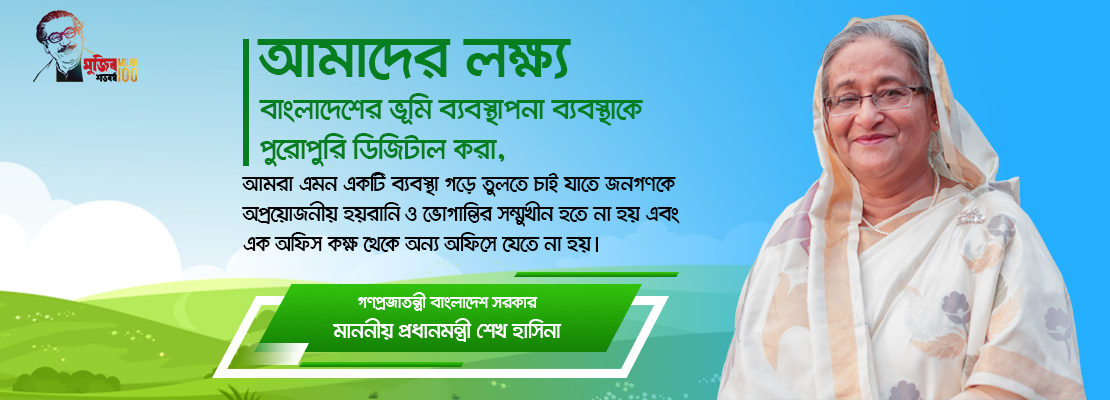 মুজিব
শতবর্ষ 100
আমাদের লক্ষ্য
বাংলাদেশের ভূমি ব্যবস্থাপনা ব্যবস্থাকে
পুরোপুরি ডিজিটাল করা,
আমরা এমন একটি ব্যবস্থা গড়ে তুলতে চাই যাতে জনগণকে
অপ্রয়োজনীয় হয়রানি ও ভোগান্তির সম্মুখীন হতে না হয় এবং
এক অফিস কক্ষ থেকে অন্য অফিসে যেতে না হয়।
গণপ্রজাতন্ত্রী বাংলাদেশ সরকার
মাননীয় প্রধানমন্ত্রী শেখ হাসিনা